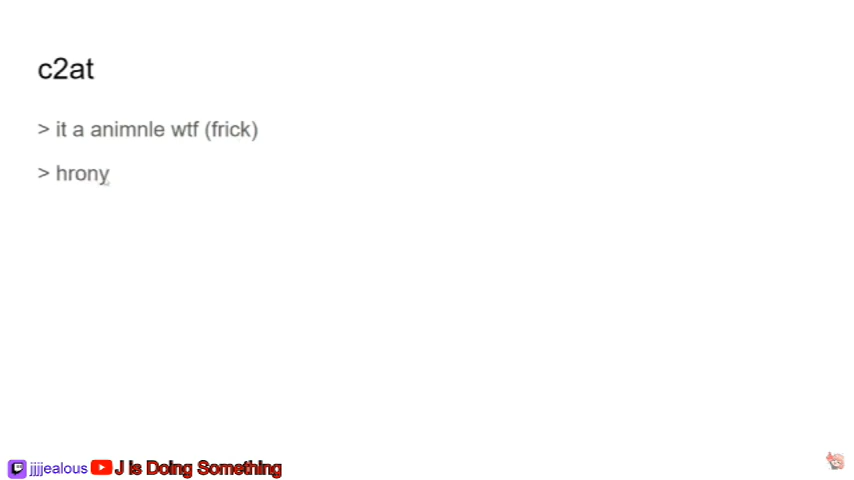 c2at
> it a animnle wtf (frick)
> hrony
jjjjealous J is Doing Something